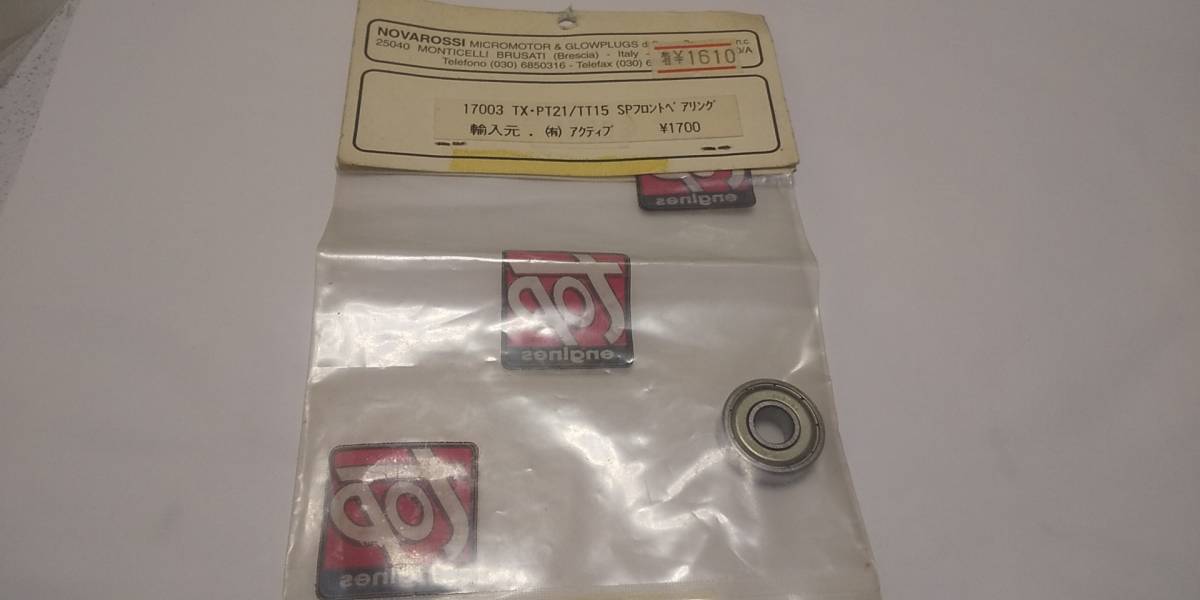 NOVAROSSI MICROMOTOR & GLOWPLUGS
25040 MONTICELLI BRUSATI (Brescia) - Italy -
Telefono (030) 6850316 - Telefax (030) 6
¥1610
17003 TX・PT21/TT15 SPフロントベアリング
輸入元 . ㈲ アクティブ ¥1700
engines
TOP
engines
TOP
engines